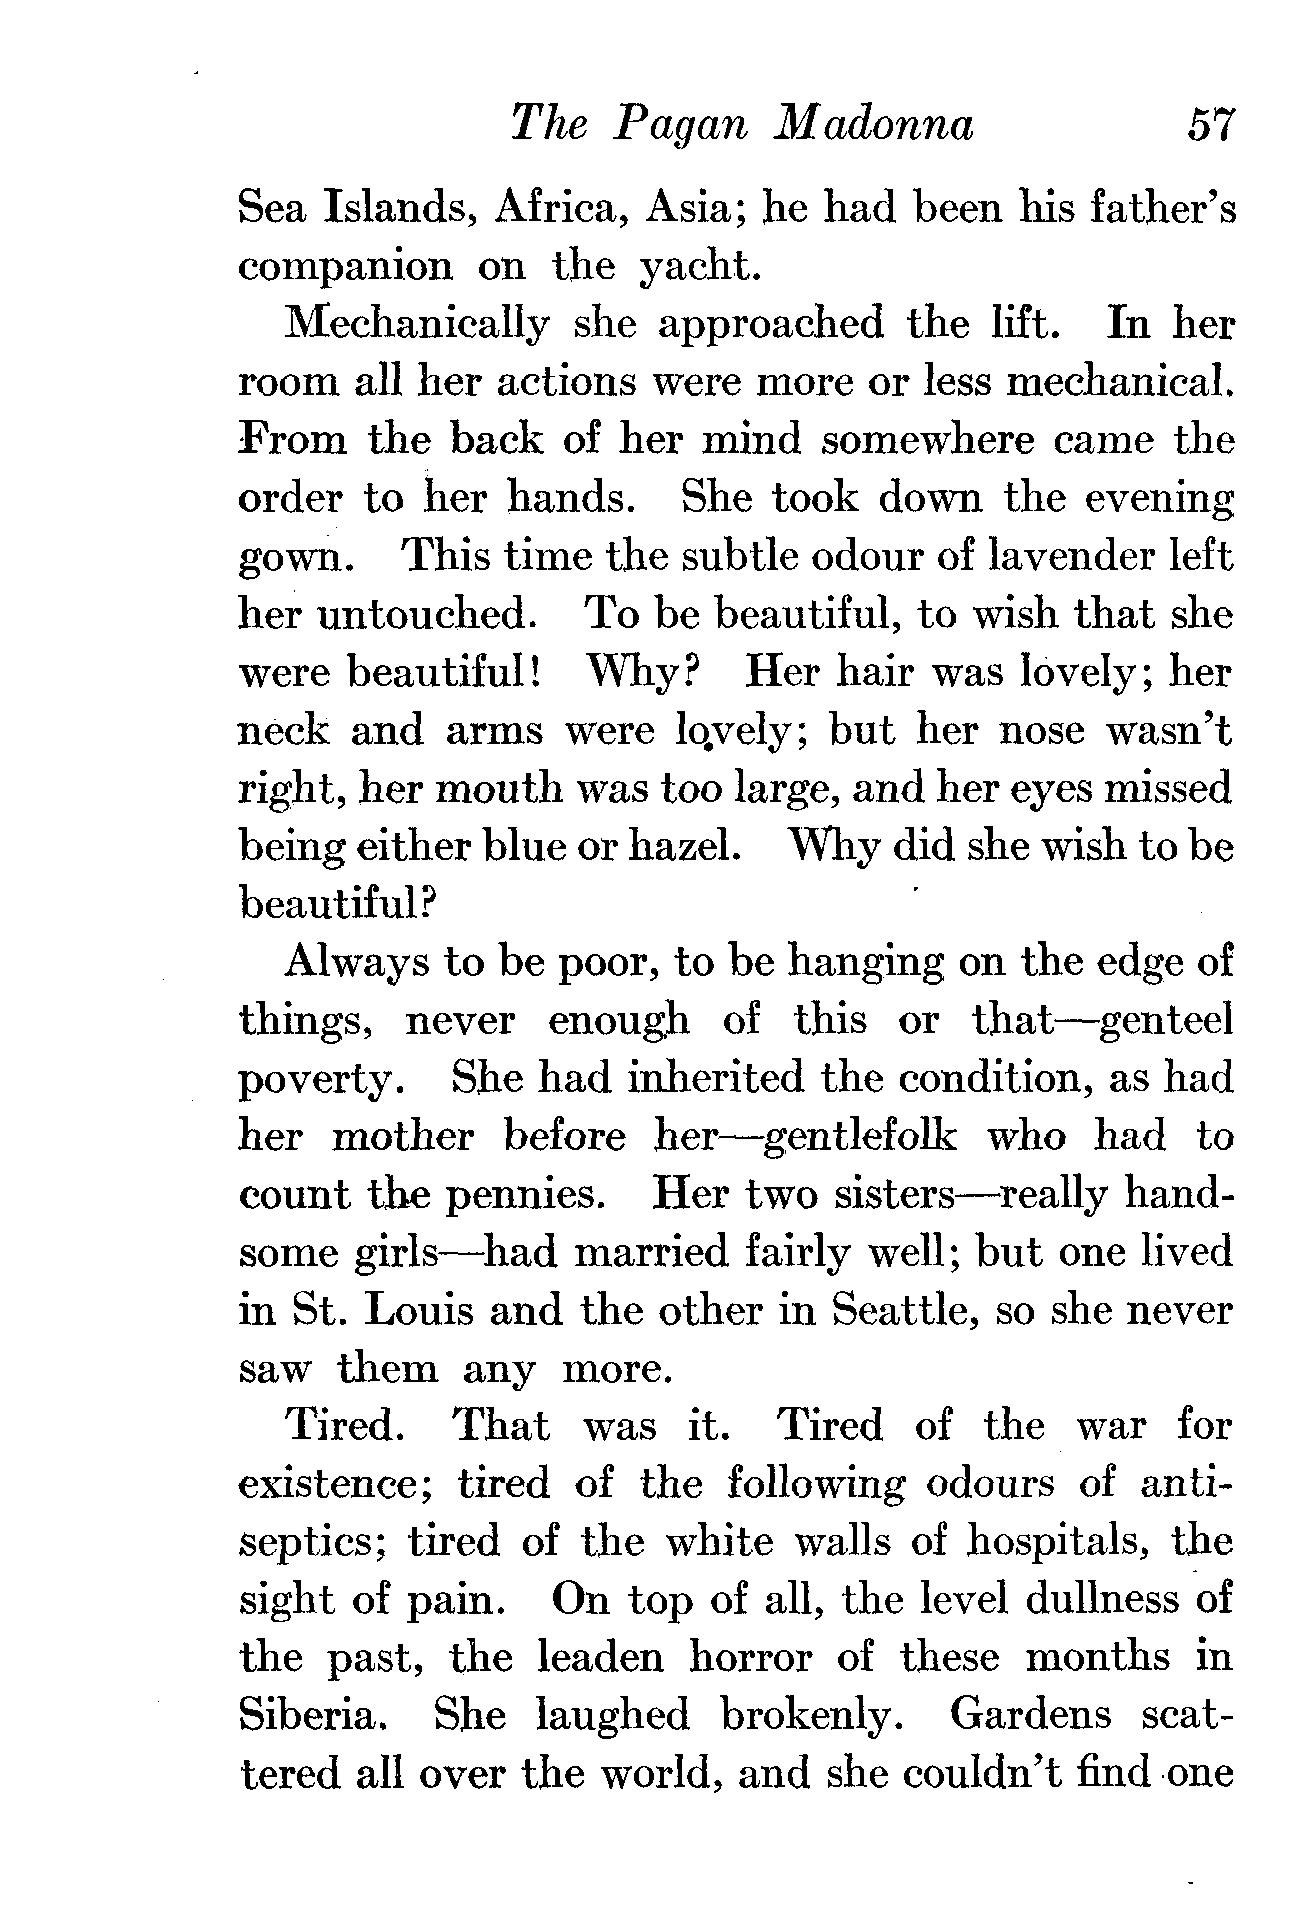 The Pagan Madonna 57
Sea Islands, Africa, Asia; he had been his father's
companion on the yacht.
Mechanically she approached the lift. In her
room all her actions were more or less mechanical.
From the back of her mind somewhere came the
order to her hands. She took down the evening
gown. This time the subtle odour of lavender left
her untouched. To be beautiful, to wish that she
were beautiful! Why? Her hair was lovely; her
neck and arms were lovely; but her nose wasn't
right, her mouth was too large, and her eyes missed
being either blue or hazel. Why did she wish to be
beautiful?
Always to be poor, to be hanging on the edge of
things, never enough of this or that—genteel
poverty. She had inherited the condition, as had
her mother before her—gentlefolk who had to
count the pennies. Her two sisters—really hand-
some girls—had married fairly well; but one lived
in St. Louis and the other in Seattle, so she never
saw them any more.
Tired. That was it. Tired of the war for
existence; tired of the following odours of anti-
septics; tired of the white walls of hospitals, the
sight of pain. On top of all, the level dullness of
the past, the leaden horror of these months in
Siberia. She laughed brokenly. Gardens scat-
tered all over the world, and she couldn't find one